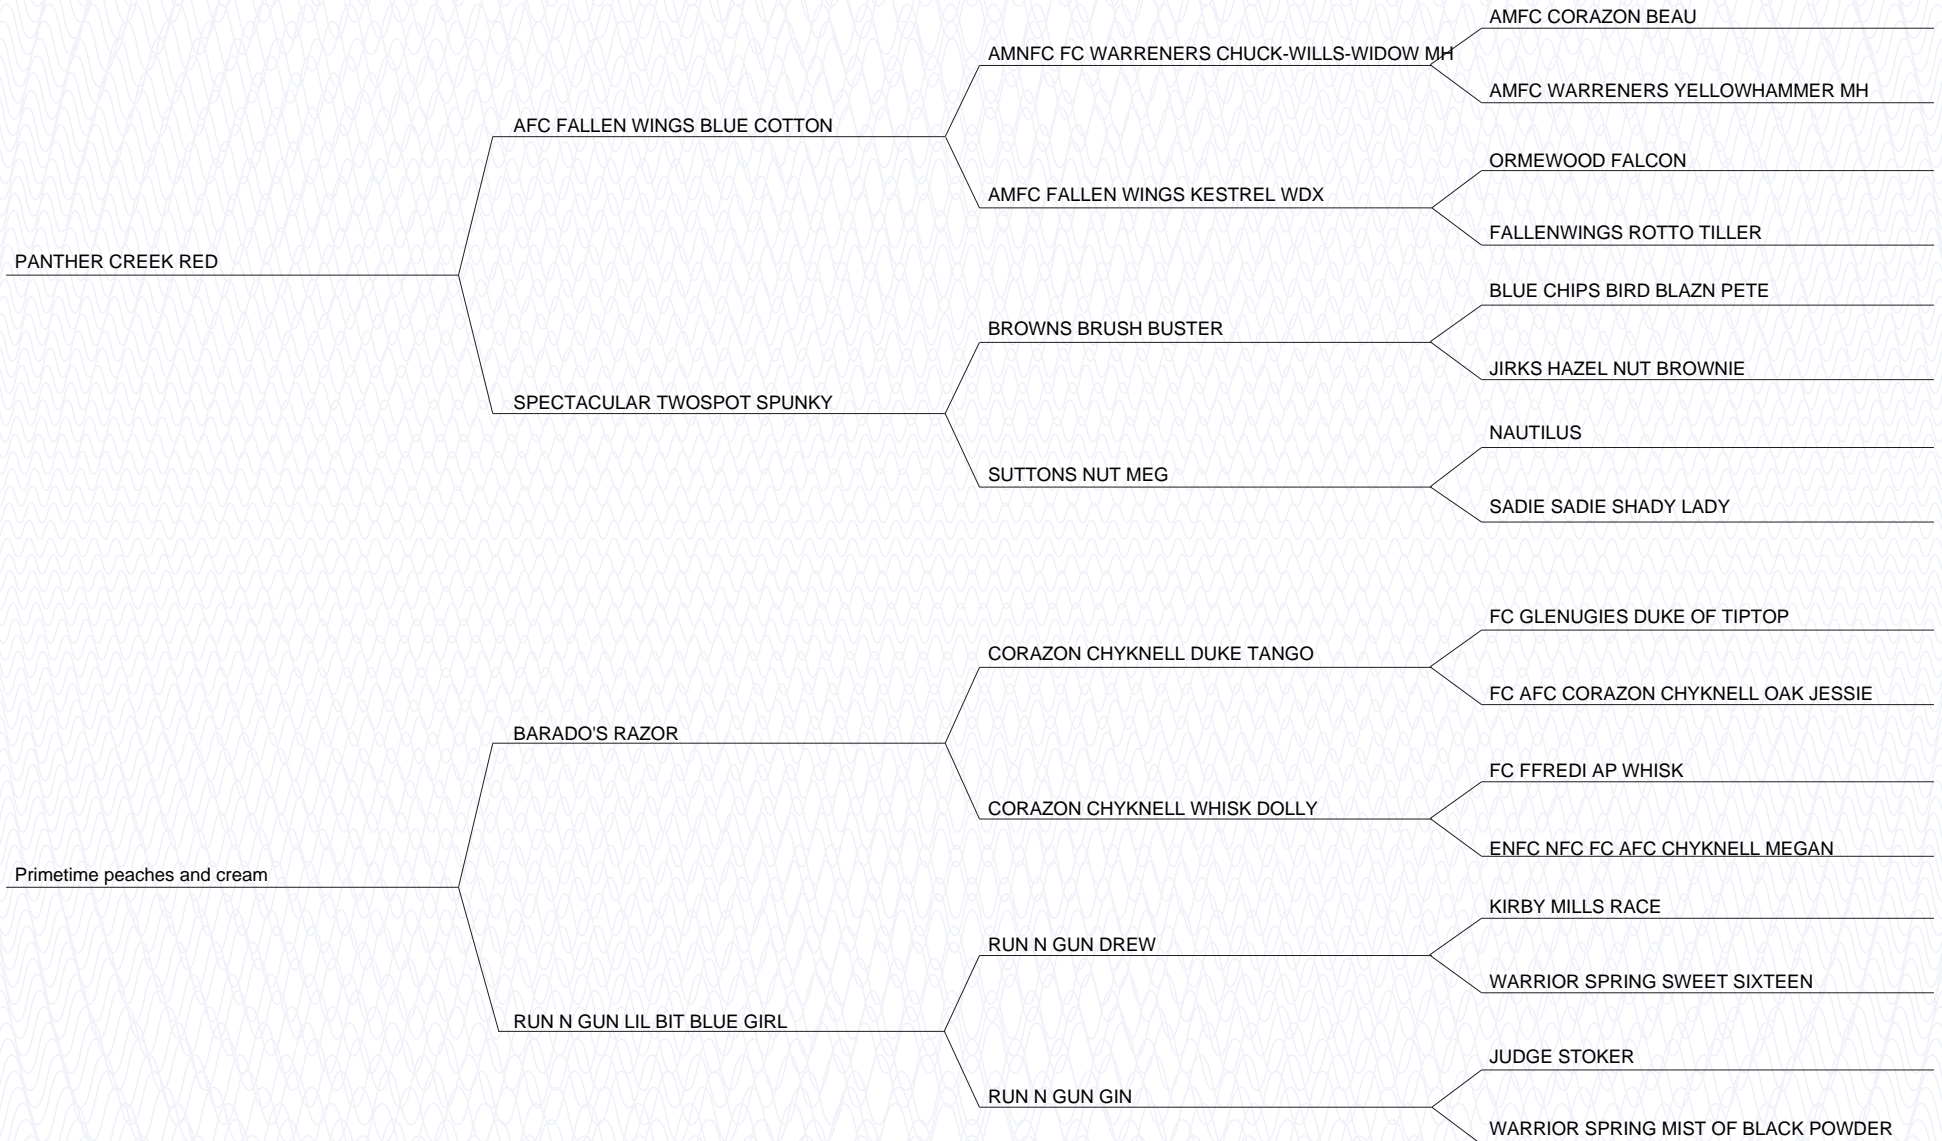 AMFC CORAZON BEAU
AMNFC FC WARRENERS CHUCK-WILLS-WIDOW MH
AMFC WARRENERS YELLOWHAMMER MH
AFC FALLEN WINGS BLUE COTTON
ORMEWOOD FALCON
AMFC FALLEN WINGS KESTREL WDX
FALLENWINGS ROTTO TILLER
PANTHER CREEK RED
BLUE CHIPS BIRD BLAZN PETE
BROWNS BRUSH BUSTER
JIRKS HAZEL NUT BROWNIE
SPECTACULAR TWOSPOT SPUNKY
NAUTILUS
SUTTONS NUT MEG
SADIE SADIE SHADY LADY
FC GLENUGIES DUKE OF TIPTOP
CORAZON CHYKNELL DUKE TANGO
FC AFC CORAZON CHYKNELL OAK JESSIE
BARADO'S RAZOR
FC FFREDI AP WHISK
CORAZON CHYKNELL WHISK DOLLY
ENFC NFC FC AFC CHYKNELL MEGAN
Primetime peaches and cream
KIRBY MILLS RACE
RUN N GUN DREW
WARRIOR SPRING SWEET SIXTEEN
RUN N GUN LIL BIT BLUE GIRL
JUDGE STOKER
RUN N GUN GIN
WARRIOR SPRING MIST OF BLACK POWDER